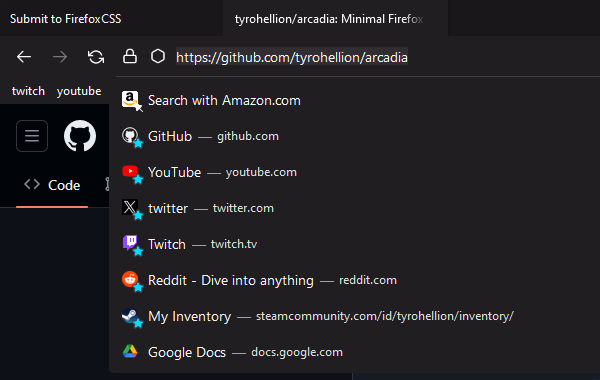 Submit to FirefoxCSS
tyrohellion/arcadia: Minimal Firefox
https://github.com/tyrohellion/arcadia
twitch youtube
Search with Amazon.com
GitHub — github.com
YouTube — youtube.com
Code
twitter — twitter.com
Twitch — twitch.tv
Reddit - Dive into anything — reddit.com
My Inventory — steamcommunity.com/id/tyrohellion/inventory/
Google Docs — docs.google.com